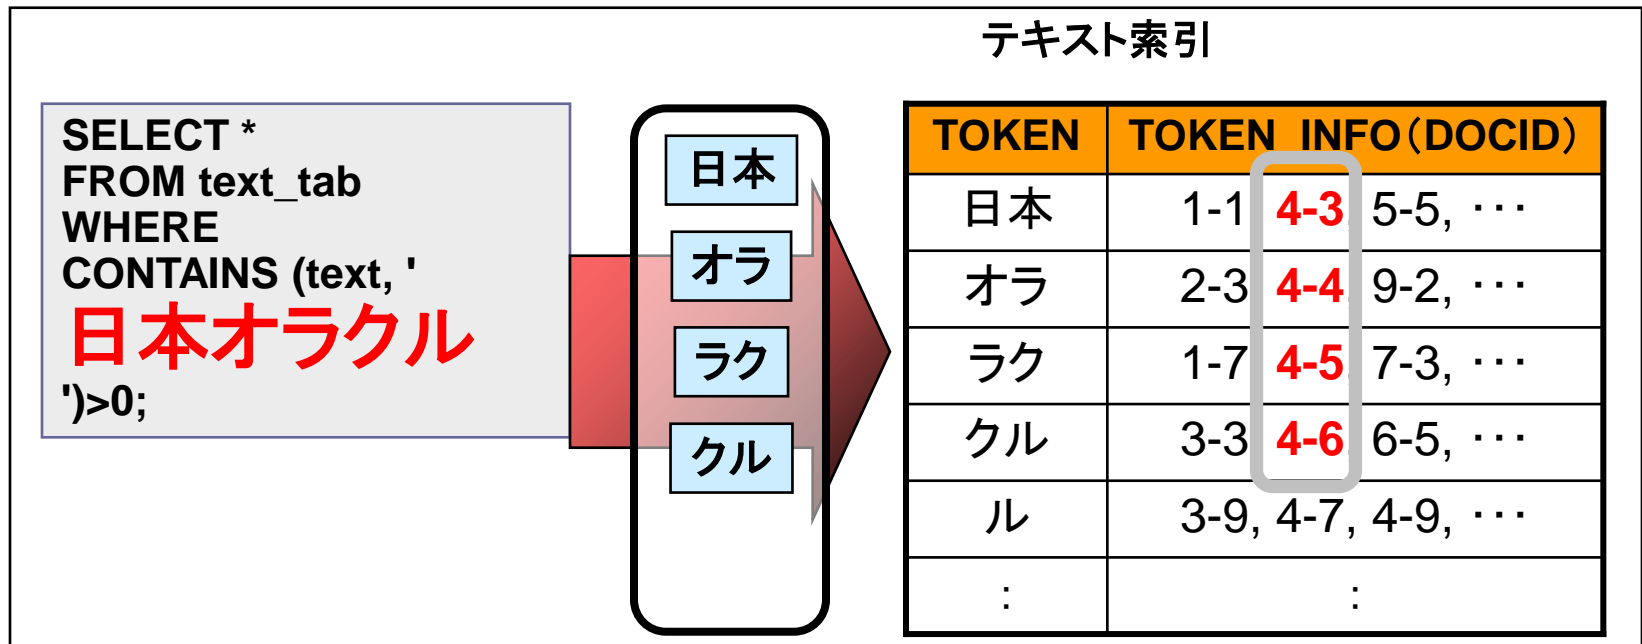 テキスト索引
SELECT *
FROM text_tab
WHERE
CONTAINS (text, '
日本オラクル
')>0;
日本
オラ
ラク
クル
TOKEN TOKEN_INFO(DOCID)
日本 1-1, 4-3, 5-5, ･･･
オラ 2-3, 4-4, 9-2, ･･･
ラク 1-7, 4-5, 7-3, ･･･
クル 3-3, 4-6, 6-5, ･･･
ル 3-9, 4-7, 4-9, ･･･
: :